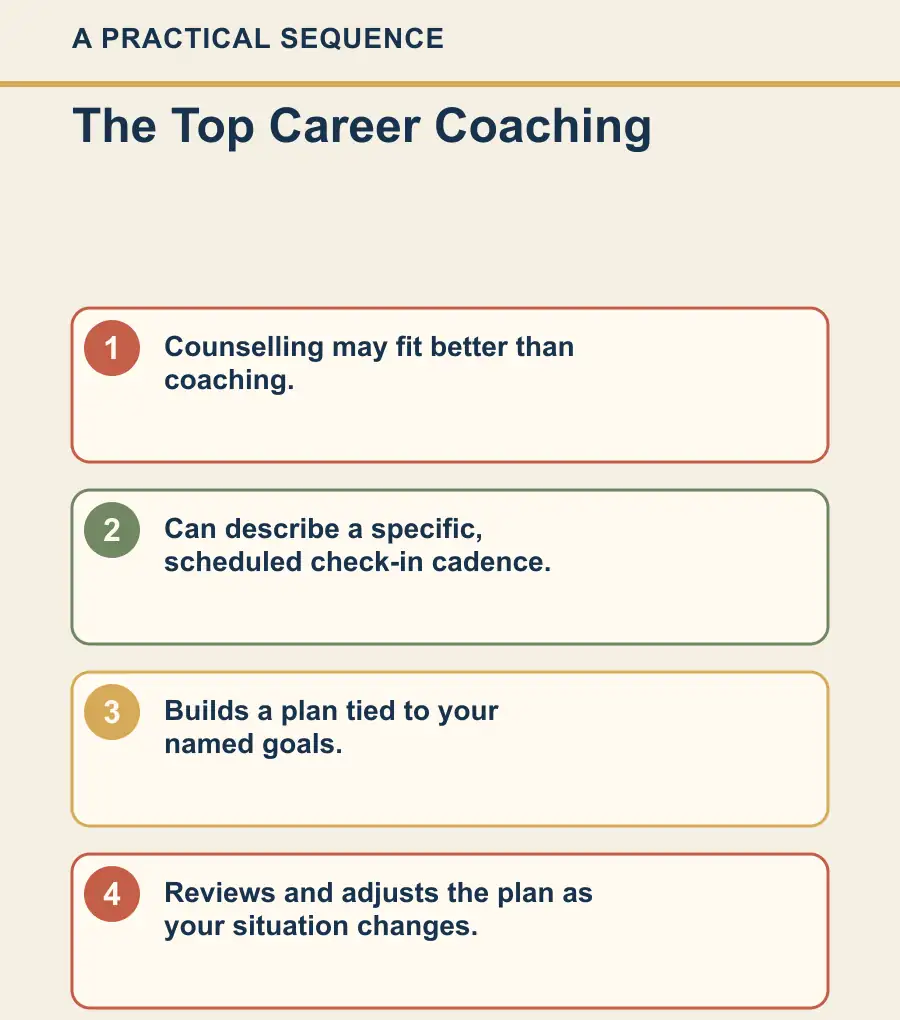 A PRACTICAL SEQUENCE
The Top Career Coaching
1
Counselling may fit better than
coaching.
2
Can describe a specific,
scheduled check-in cadence.
3
Builds a plan tied to your
named goals.
4
Reviews and adjusts the plan as
your situation changes.